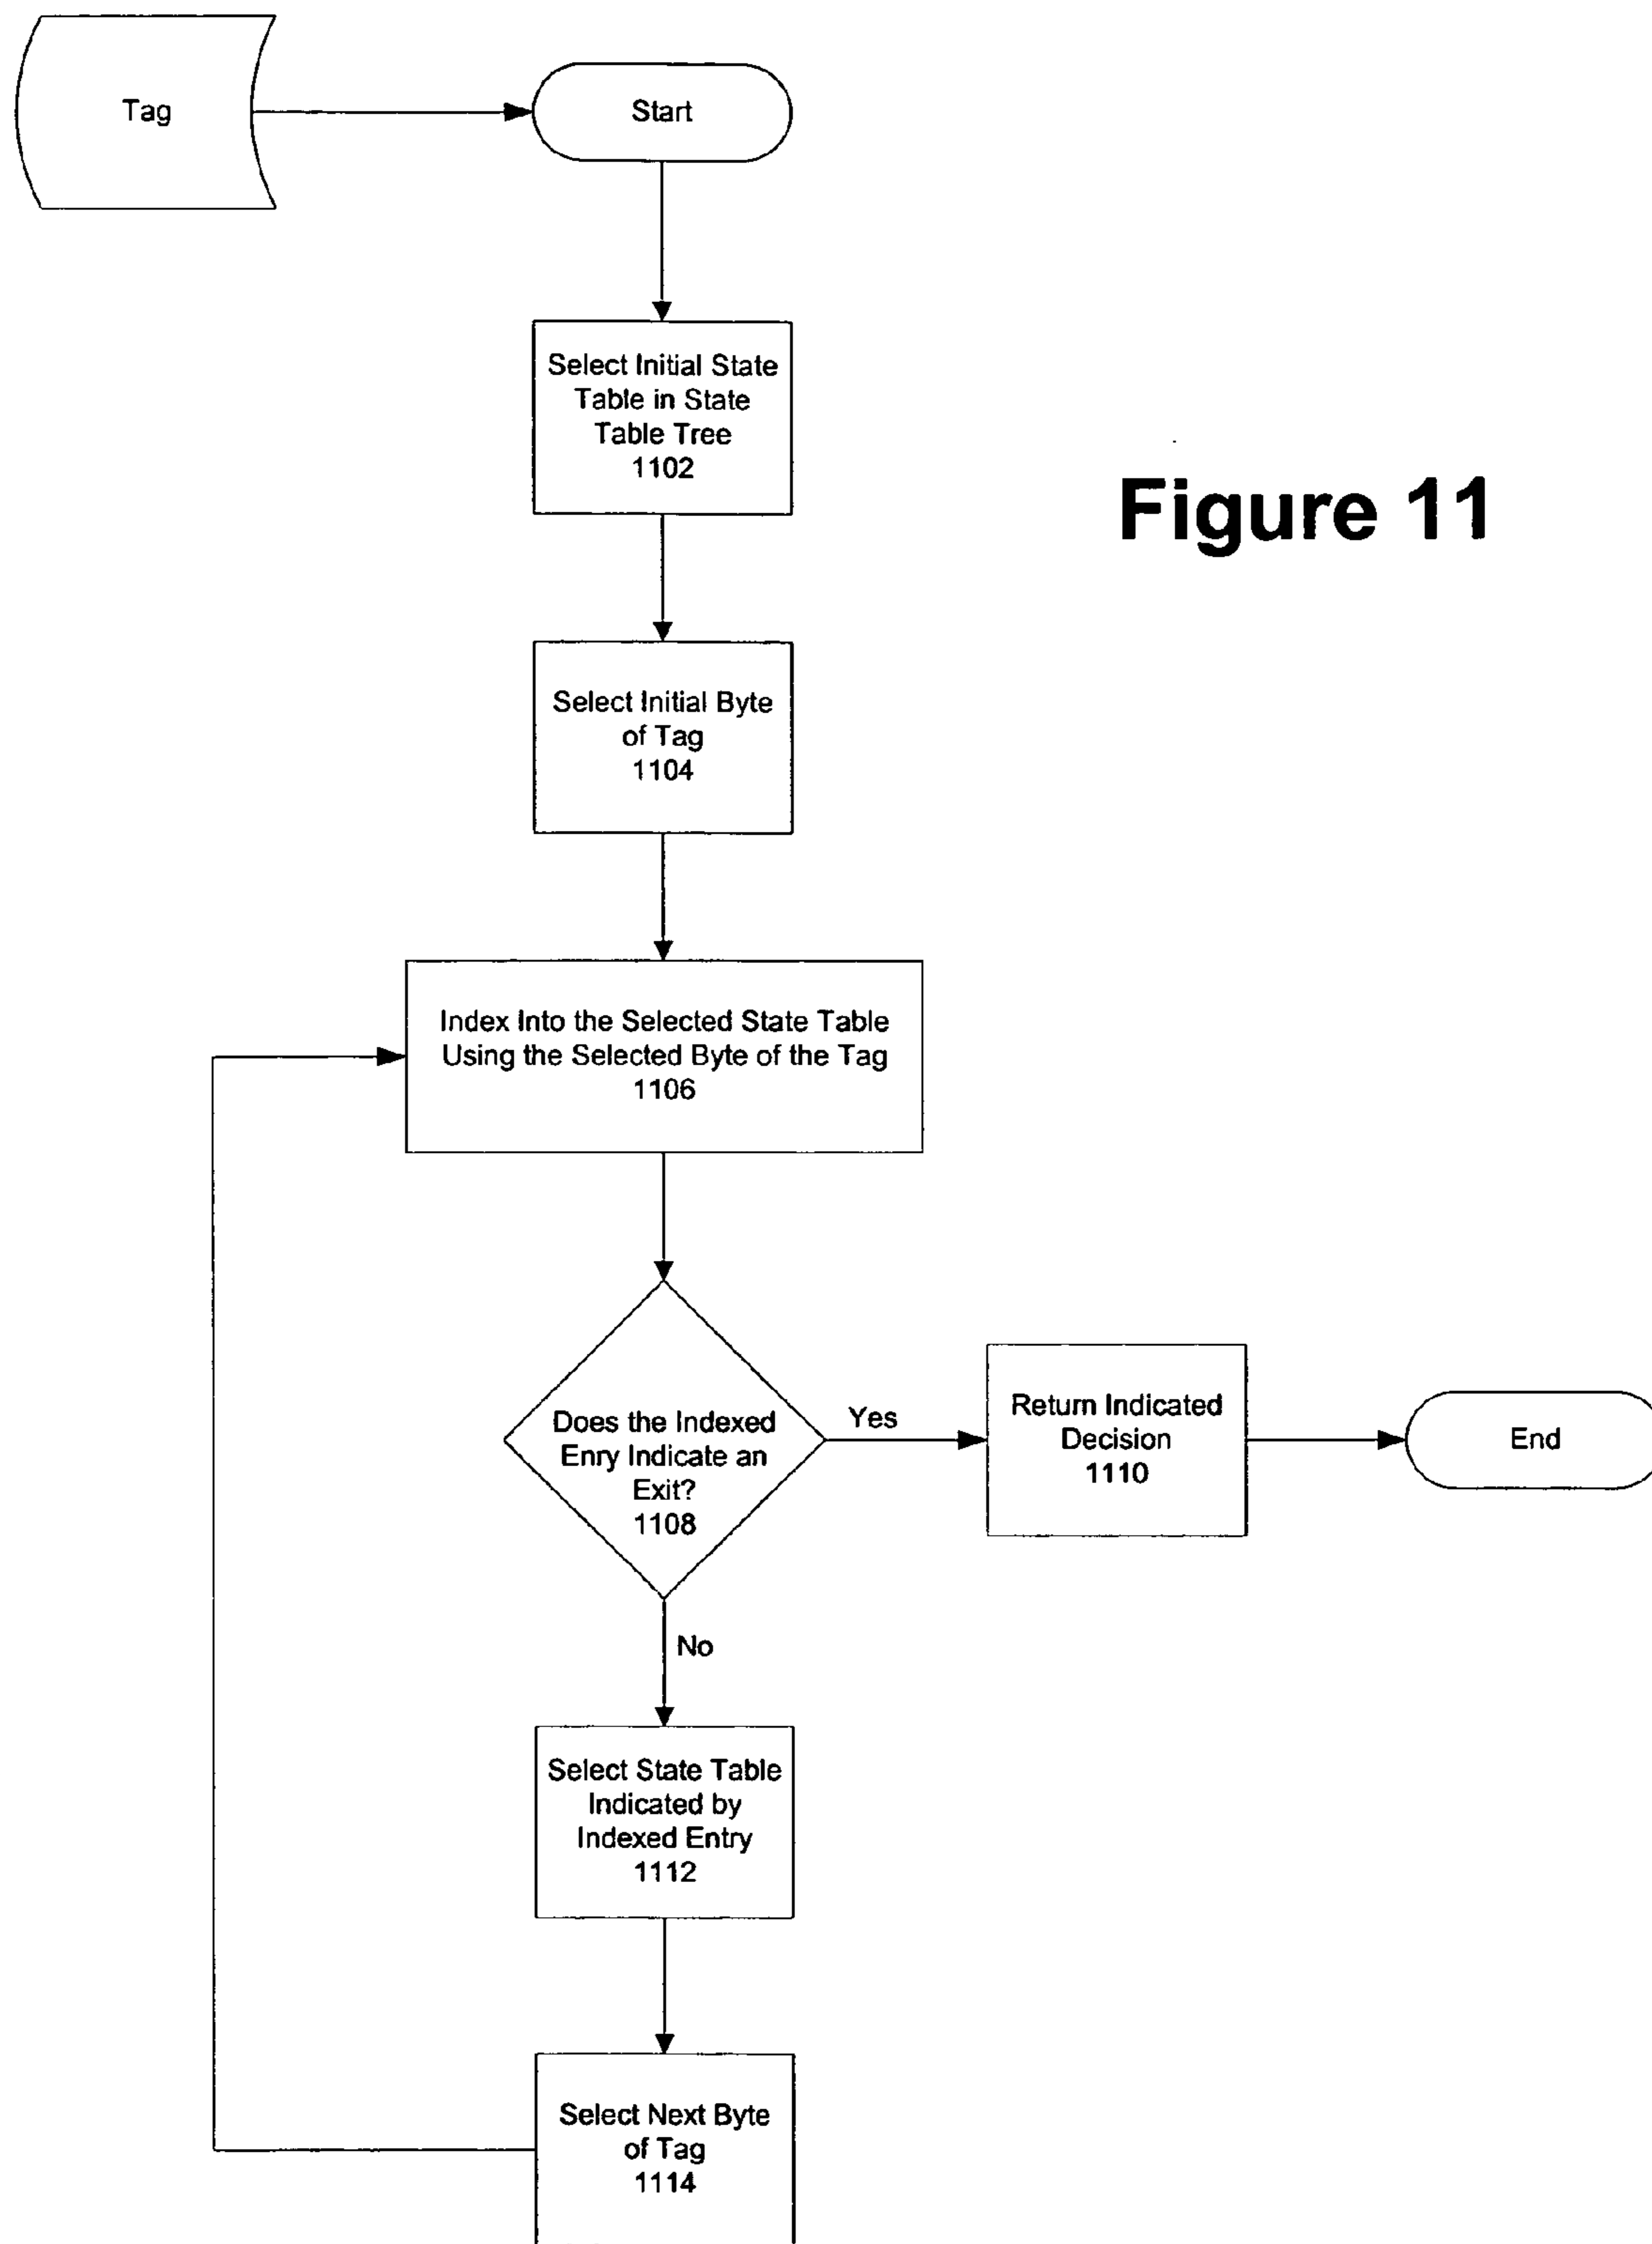 Tag
Start
Select Initial State
Table in State
Table Tree
1102
Figure 11
Select Initial Byte
of Tag
1104
Index Into the Selected State Table
Using the Selected Byte of the Tag
1106
Does the Indexed
Enry Indicate an
Exit?
1108
Yes
Return Indicated
Decision
1110
End
No
Select State Table
Indicated by
Indexed Entry
1112
Select Next Byte
of Tag
1114